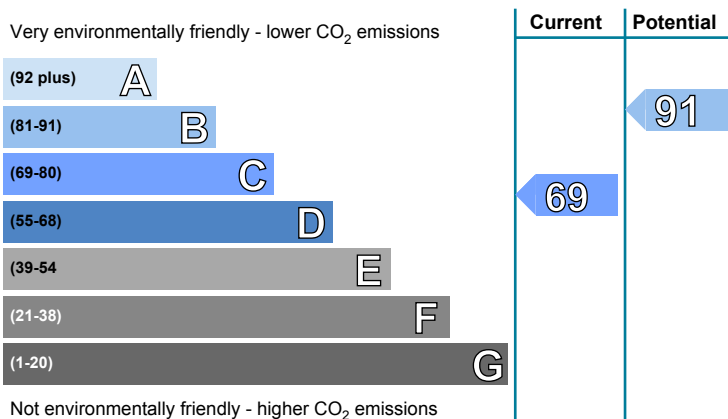 Current Potential
Very environmentally friendly - lower CO₂ emissions
(92 plus) A
91
(81-91) B
(69-80) C
69
(55-68) D
(39-54 E
(21-38) F
(1-20) G
Not environmentally friendly - higher CO₂ emissions